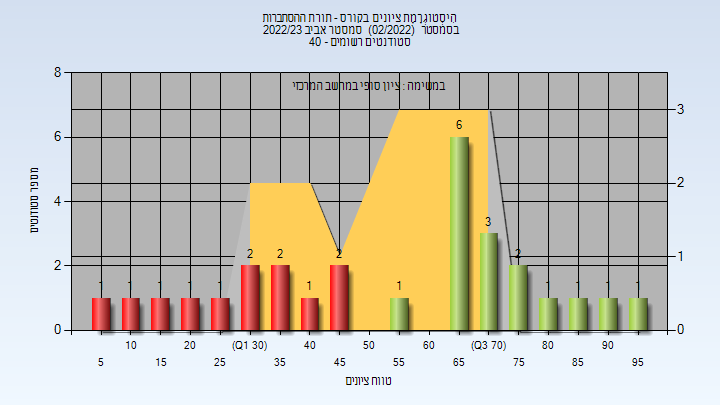 היסטוגרמת ציונים בקורס - תורת ההסתברות
בסמסטר (02/2022) סמסטר אביב 2022/23
סטודנטים רשומים - 40
במשימה : ציון סופי במחשב המרכזי
מספר סטודנטים
8
6
4
2
0
3
2
1
0
1 1 1 1 1 2 2 1 2 1 6 3 2 1 1 1 1
10 20 (Q1 30) 40 50 60 (Q3 70) 80 90
5 15 25 35 45 55 65 75 85 95
טווח ציונים